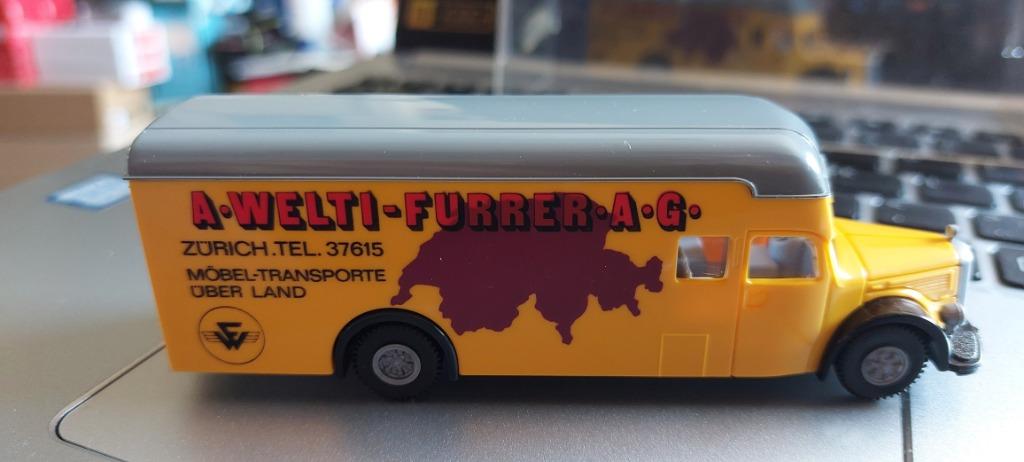 A·WELTI-FURRER·A·G·
ZÜRICH.TEL. 37615
MÖBEL-TRANSPORTE
ÜBER LAND